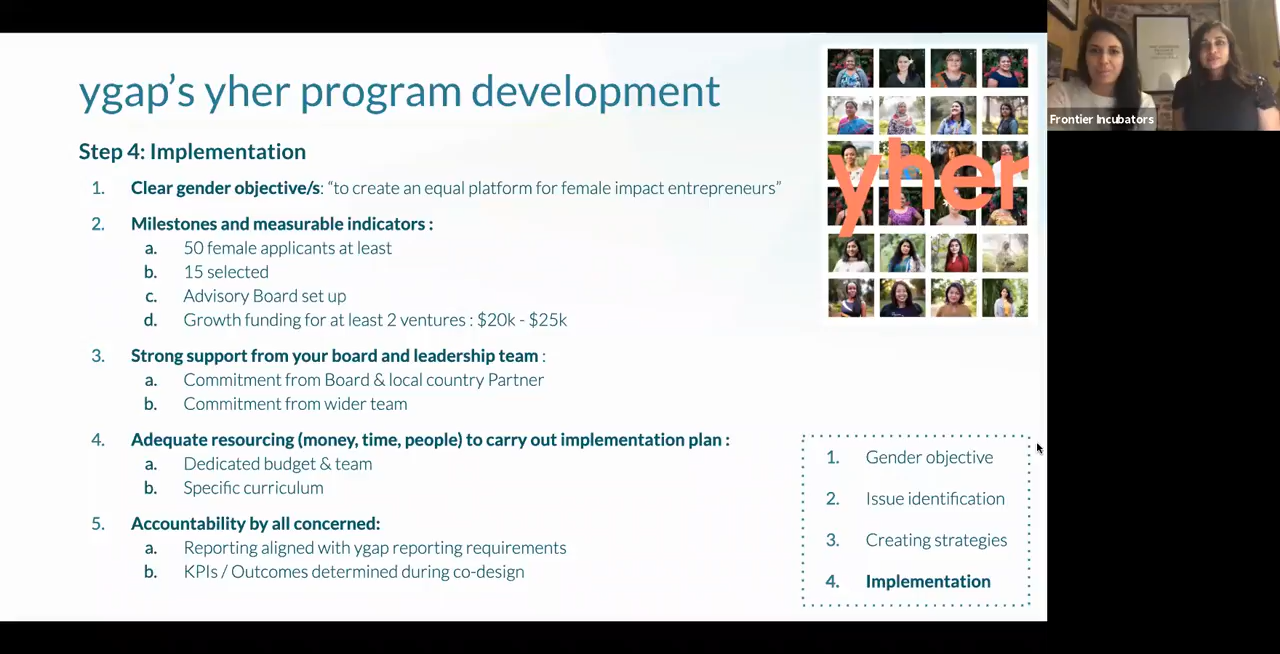 ygap’s yher program development
Step 4: Implementation
1. Clear gender objective/s: “to create an equal platform for female impact entrepreneurs”
2. Milestones and measurable indicators :
a. 50 female applicants at least
b. 15 selected
c. Advisory Board set up
d. Growth funding for at least 2 ventures : $20k - $25k
3. Strong support from your board and leadership team :
a. Commitment from Board & local country Partner
b. Commitment from wider team
4. Adequate resourcing (money, time, people) to carry out implementation plan :
a. Dedicated budget & team
b. Specific curriculum
5. Accountability by all concerned:
a. Reporting aligned with ygap reporting requirements
b. KPIs / Outcomes determined during co-design
yher
1. Gender objective
2. Issue identification
3. Creating strategies
4. Implementation
Frontier Incubators